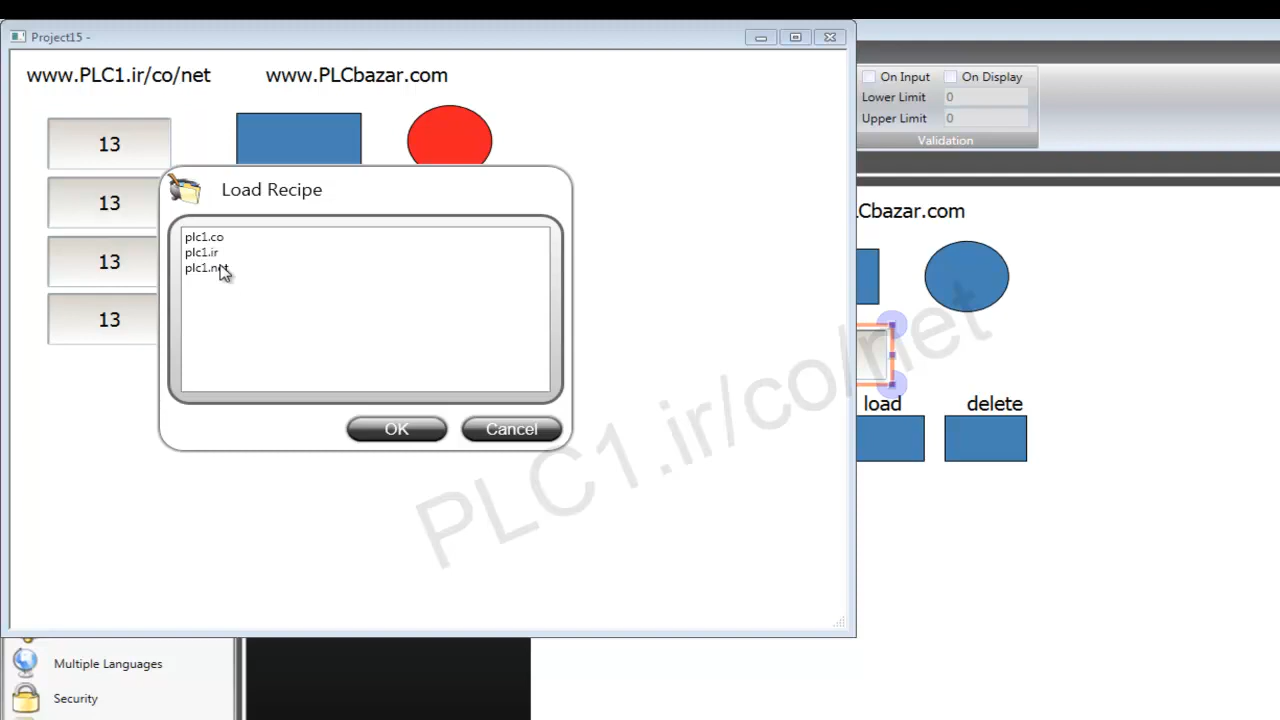 Project15 -
www.PLC1.ir/co/net
www.PLCbazar.com
13
13
13
13
Load Recipe
plc1.co
plc1.ir
plc1.net
OK
Cancel
On Input
On Display
Lower Limit
0
Upper Limit
0
Validation
Cbazar.com
load
delete
PLC1.ir/co/net
Multiple Languages
Security